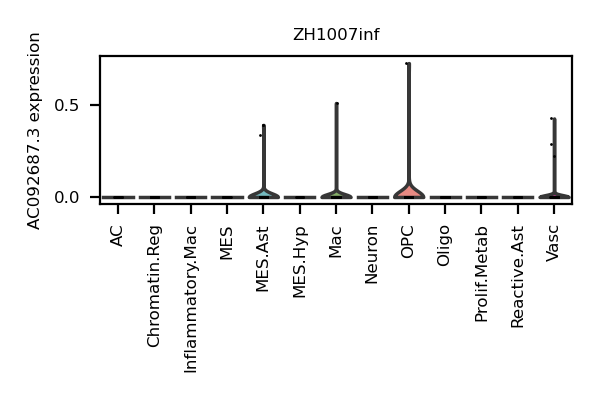 ZH1007inf
AC092687.3 expression
0.5
0.0
AC
Chromatin.Reg
Inflammatory.Mac
MES
MES.Ast
MES.Hyp
Mac
Neuron
OPC
Oligo
Prolif.Metab
Reactive.Ast
Vasc